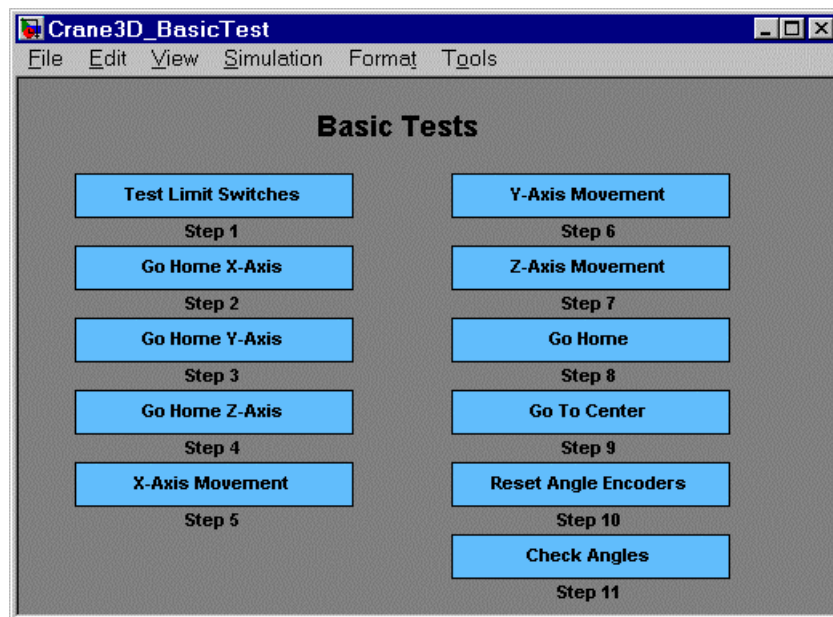 Crane3D_BasicTest
File Edit View Simulation Format Tools
Basic Tests
Test Limit Switches
Step 1
Go Home X-Axis
Step 2
Go Home Y-Axis
Step 3
Go Home Z-Axis
Step 4
X-Axis Movement
Step 5
Y-Axis Movement
Step 6
Z-Axis Movement
Step 7
Go Home
Step 8
Go To Center
Step 9
Reset Angle Encoders
Step 10
Check Angles
Step 11